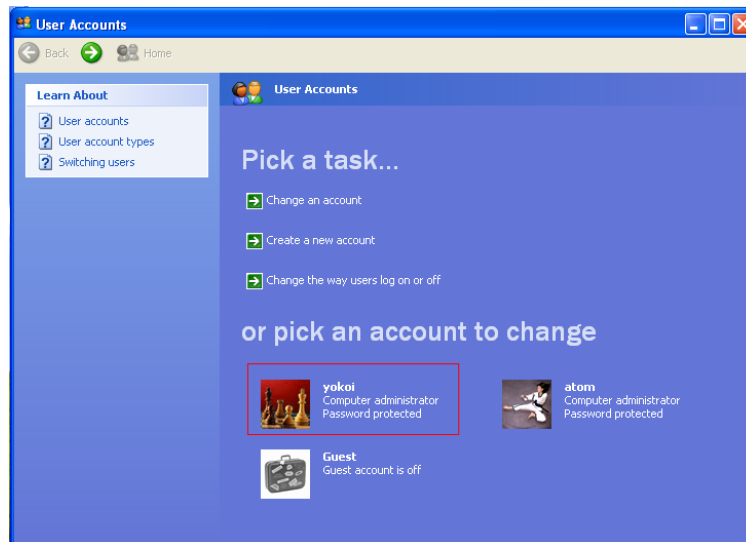 User Accounts
Back Home
Learn About
User accounts
User account types
Switching users
User Accounts
Pick a task...
Change an account
Create a new account
Change the way users log on or off
or pick an account to change
yokoi
Computer administrator
Password protected
atom
Computer administrator
Password protected
Guest
Guest account is off